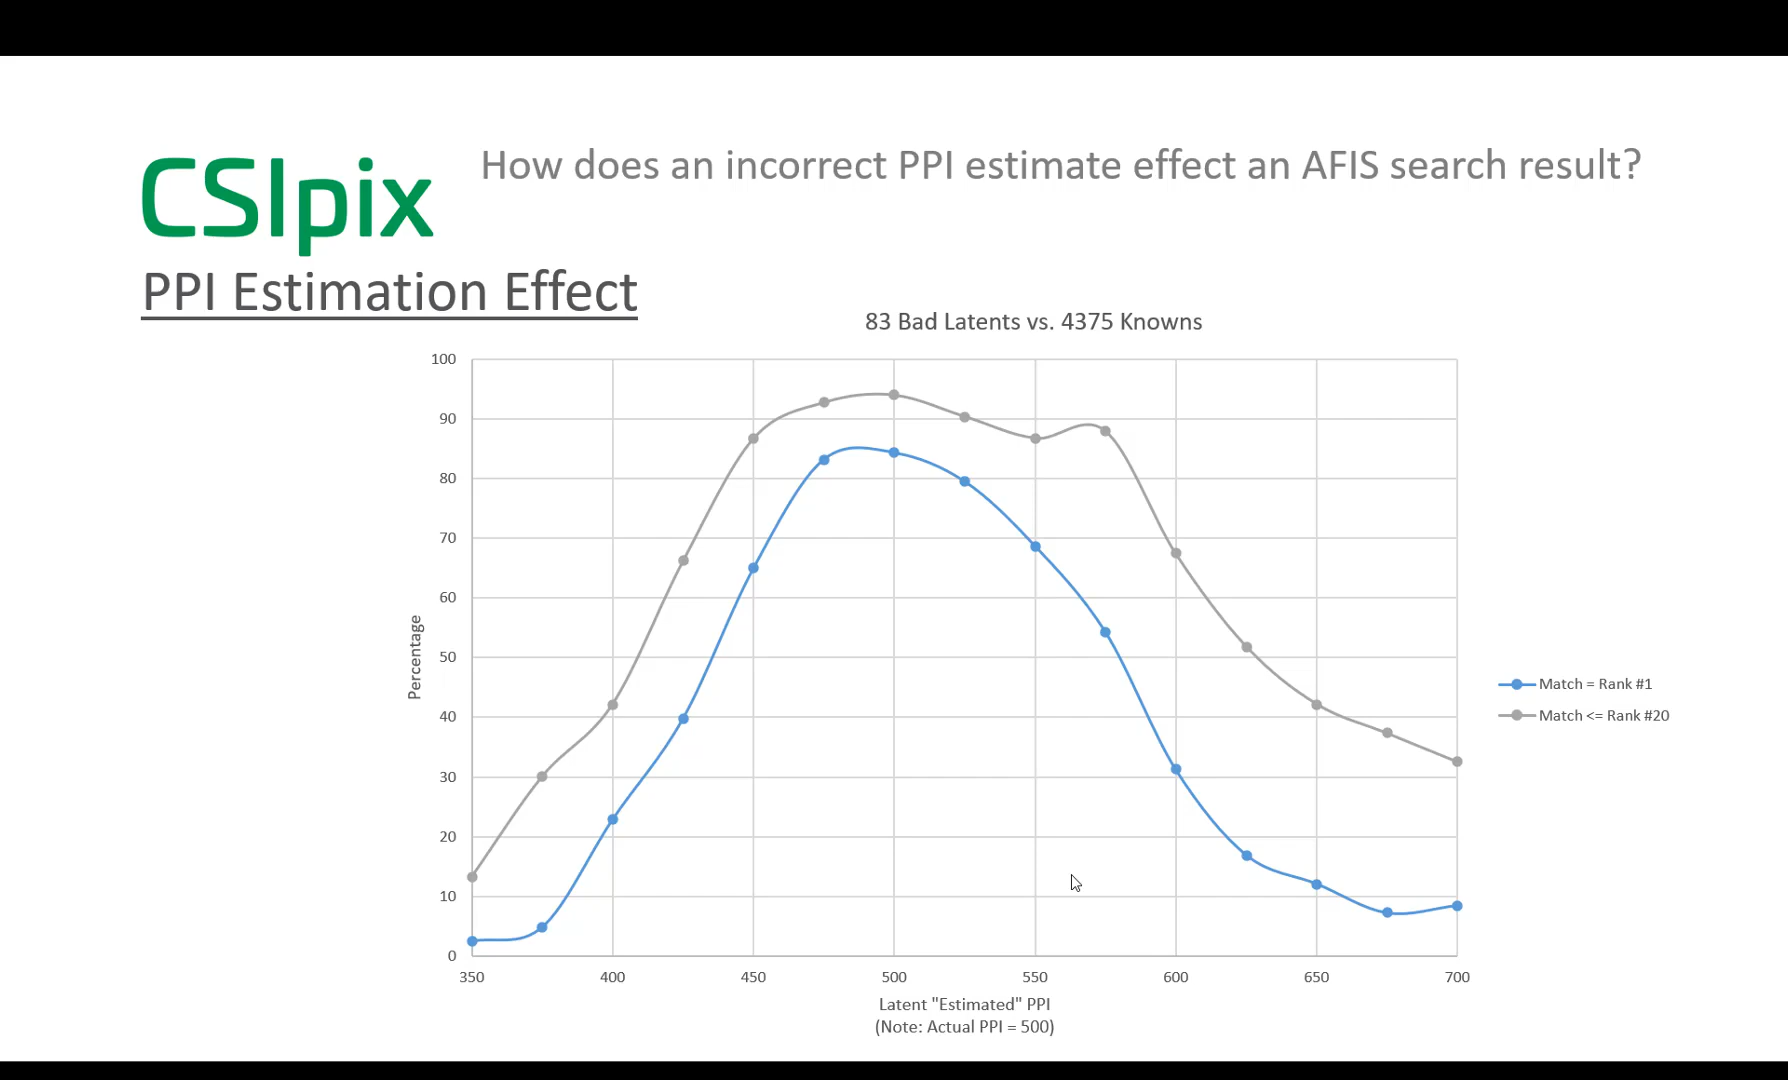 CSIpix
How does an incorrect PPI estimate effect an AFIS search result?
PPI Estimation Effect
83 Bad Latents vs. 4375 Knowns
100
90
80
70
60
50
40
30
20
10
0
Percentage
350 400 450 500 550 600 650 700
Latent "Estimated" PPI
(Note: Actual PPI = 500)
Match = Rank #1
Match <= Rank #20